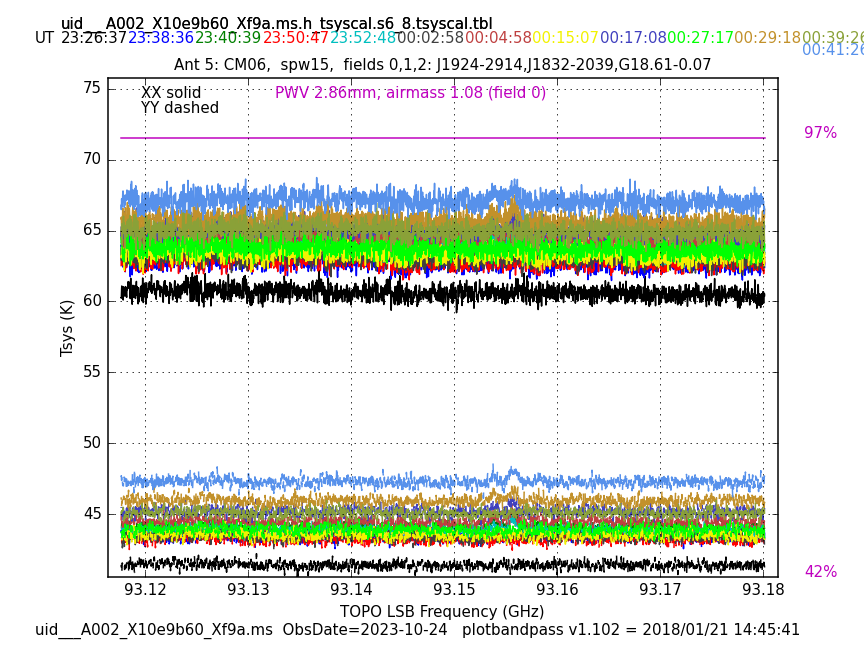 uid___A002_X10e9b60_Xf9a.ms.h_tsyscal.s6_8.tsyscal.tbl
UT 23:26:37 23:38:36 23:40:39 23:50:47 23:52:48 00:02:58 00:04:58 00:15:07 00:17:08 00:27:17 00:29:18 00:39:26
00:41:26
Ant 5: CM06,  spw15,  fields 0,1,2: J1924-2914,J1832-2039,G18.61-0.07
XX solid
YY dashed
PWV 2.86mm, airmass 1.08 (field 0)
97%
42%
75
70
65
60
55
50
45
Tsys (K)
93.12 93.13 93.14 93.15 93.16 93.17 93.18
TOPO LSB Frequency (GHz)
uid___A002_X10e9b60_Xf9a.ms  ObsDate=2023-10-24   plotbandpass v1.102 = 2018/01/21 14:45:41